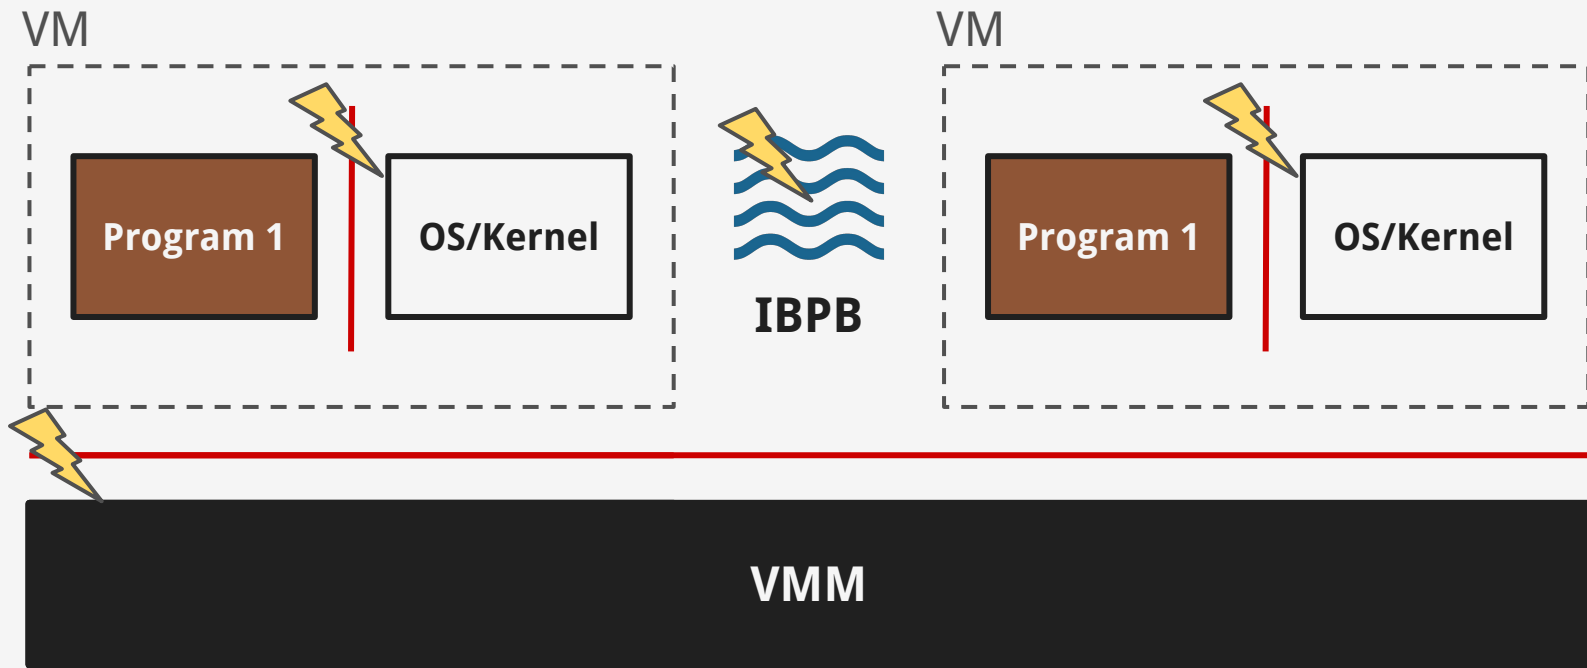 VM
VM
Program 1
OS/Kernel
IBPB
Program 1
OS/Kernel
VMM